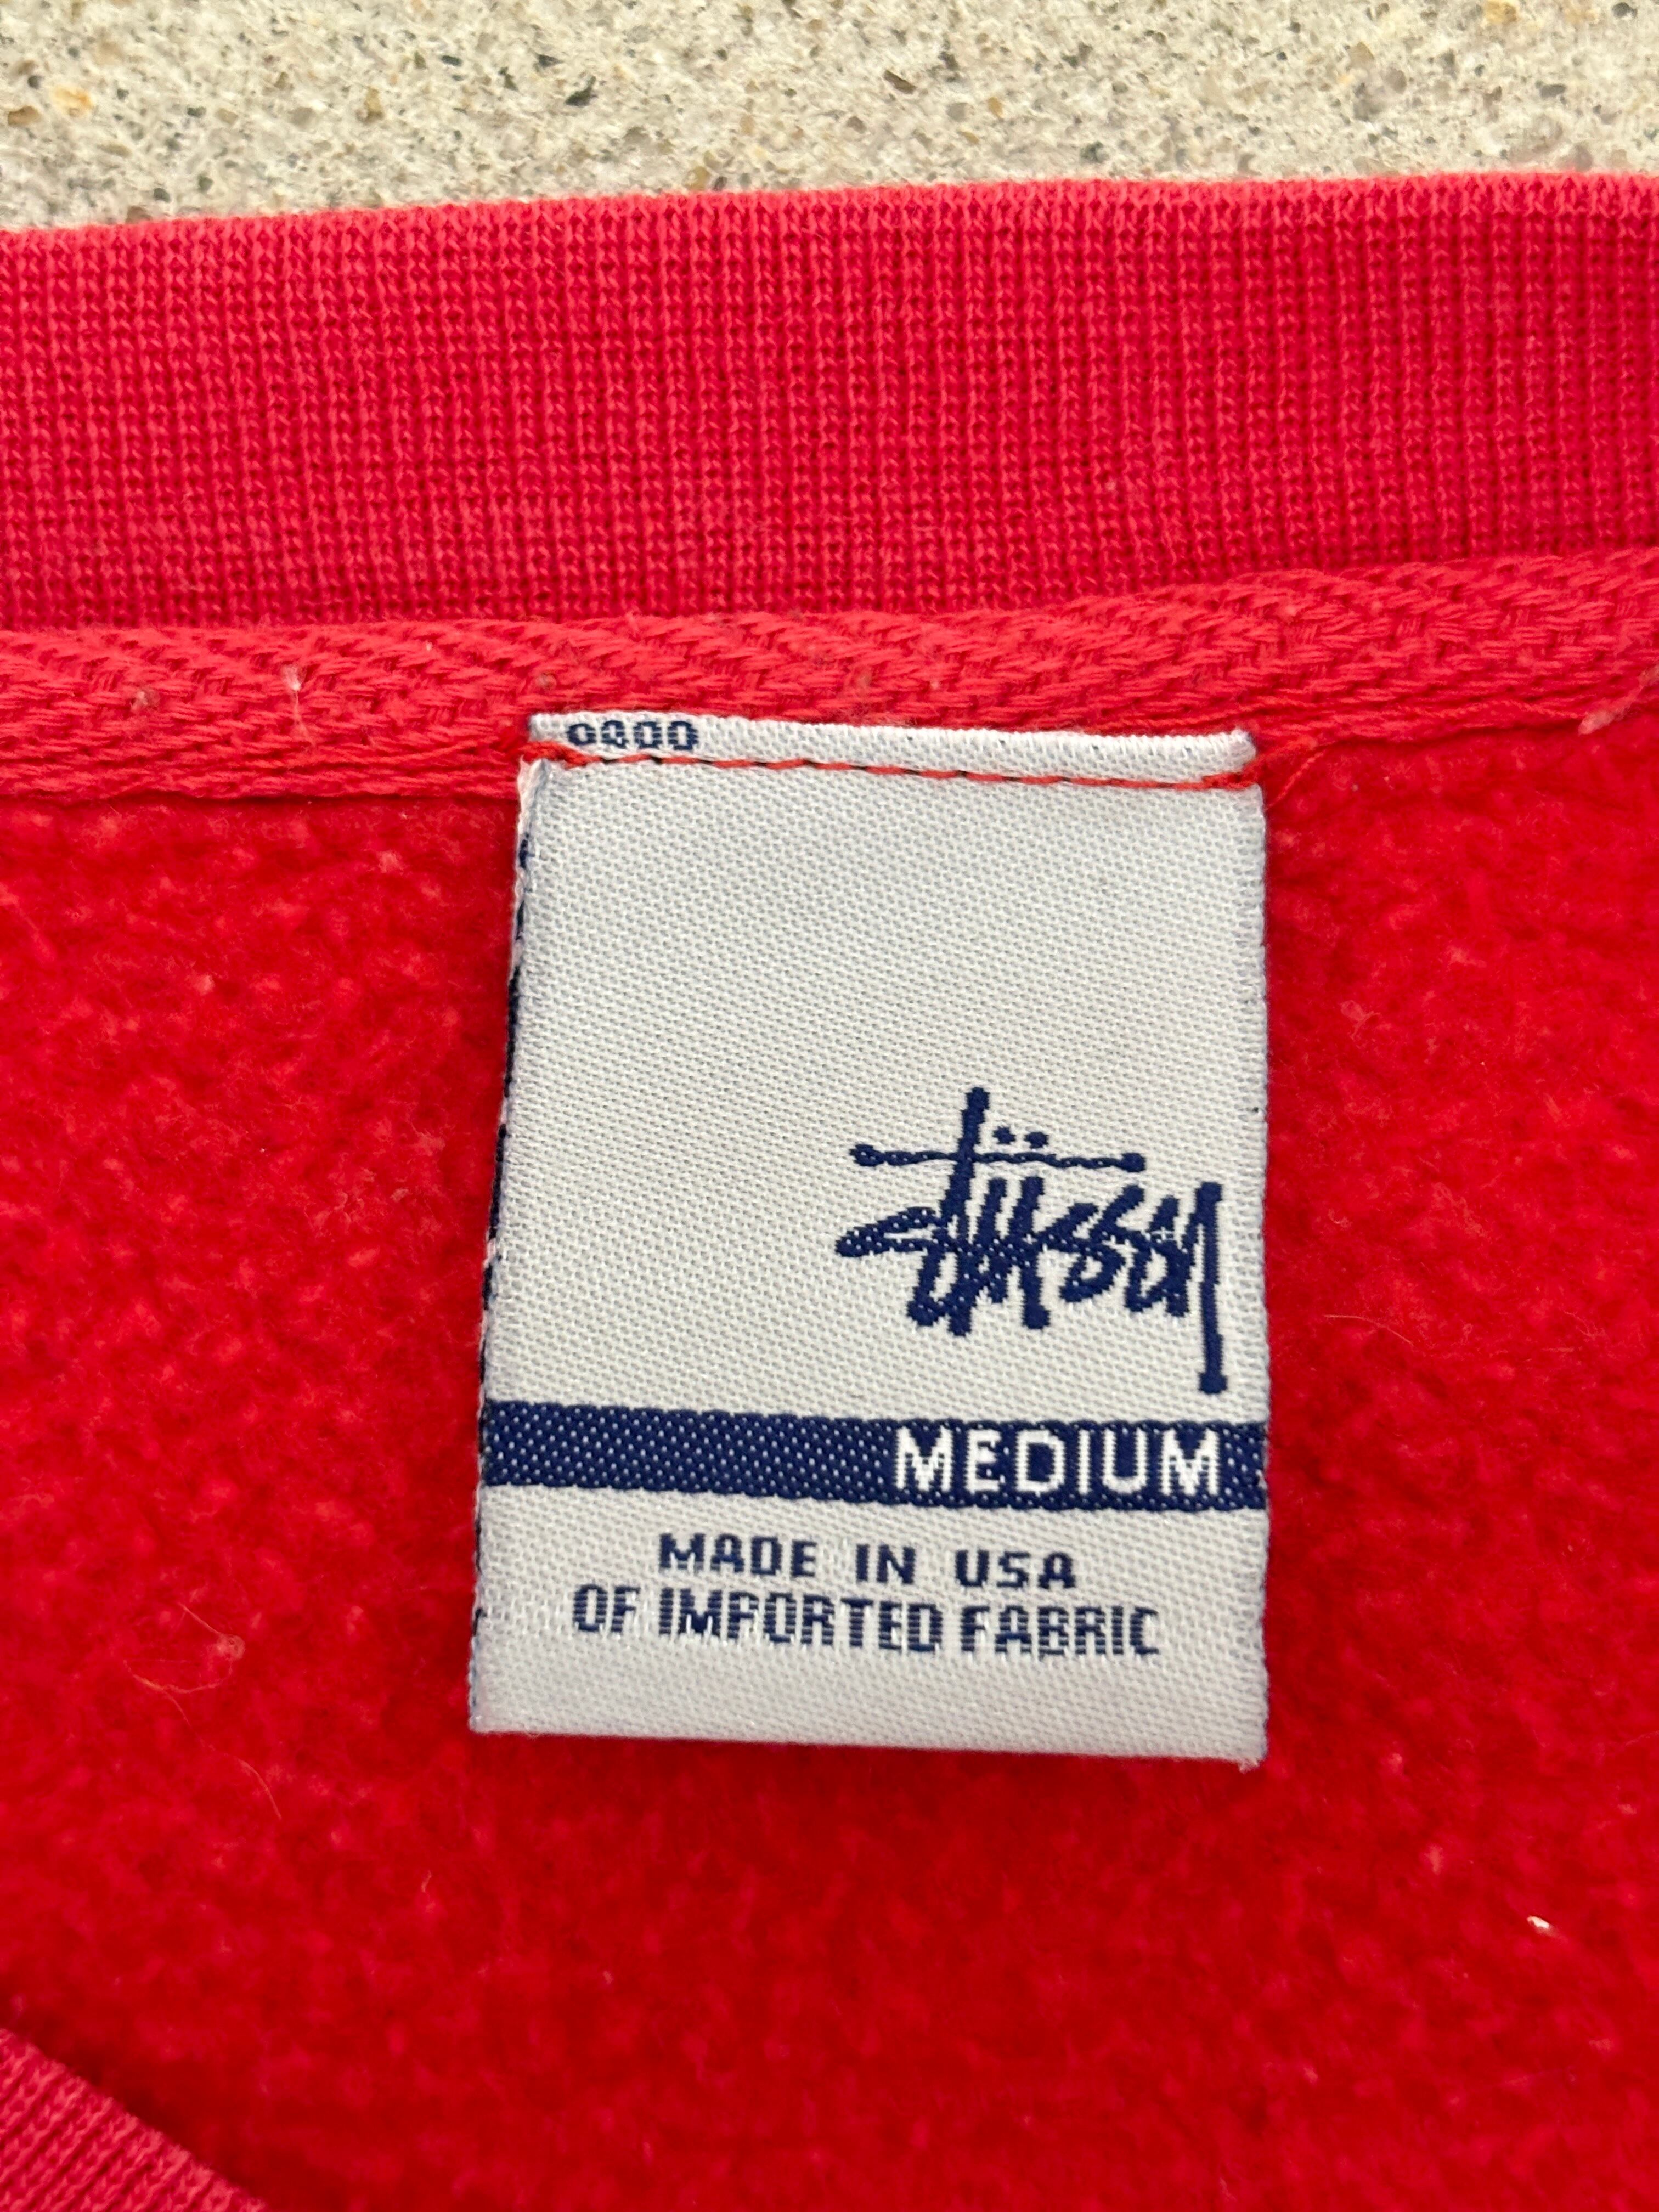 Stüssy
MEDIUM
MADE IN USA
OF IMPORTED FABRIC